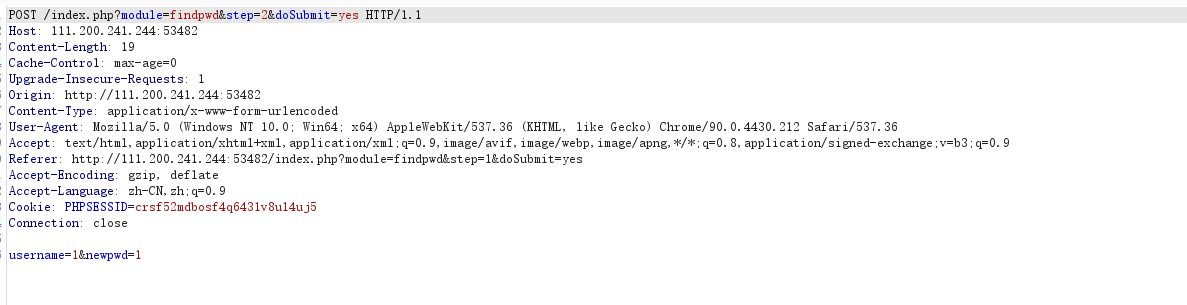 POST /index.php?module=findpwd&step=2&doSubmit=yes HTTP/1.1
Host: 111.200.241.244:53482
Content-Length: 19
Cache-Control: max-age=0
Upgrade-Insecure-Requests: 1
Origin: http://111.200.241.244:53482
Content-Type: application/x-www-form-urlencoded
User-Agent: Mozilla/5.0 (Windows NT 10.0; Win64; x64) AppleWebKit/537.36 (KHTML, like Gecko) Chrome/90.0.4430.212 Safari/537.36
Accept: text/html,application/xhtml+xml,application/xml;q=0.9,image/avif,image/webp,image/apng,*/*;q=0.8,application/signed-exchange;v=b3;q=0.9
Referer: http://111.200.241.244:53482/index.php?module=findpwd&step=1&doSubmit=yes
Accept-Encoding: gzip, deflate
Accept-Language: zh-CN,zh;q=0.9
Cookie: PHPSESSID=crsf52mdbosf4q6431v8u14uj5
Connection: close
username=1&newpwd=1